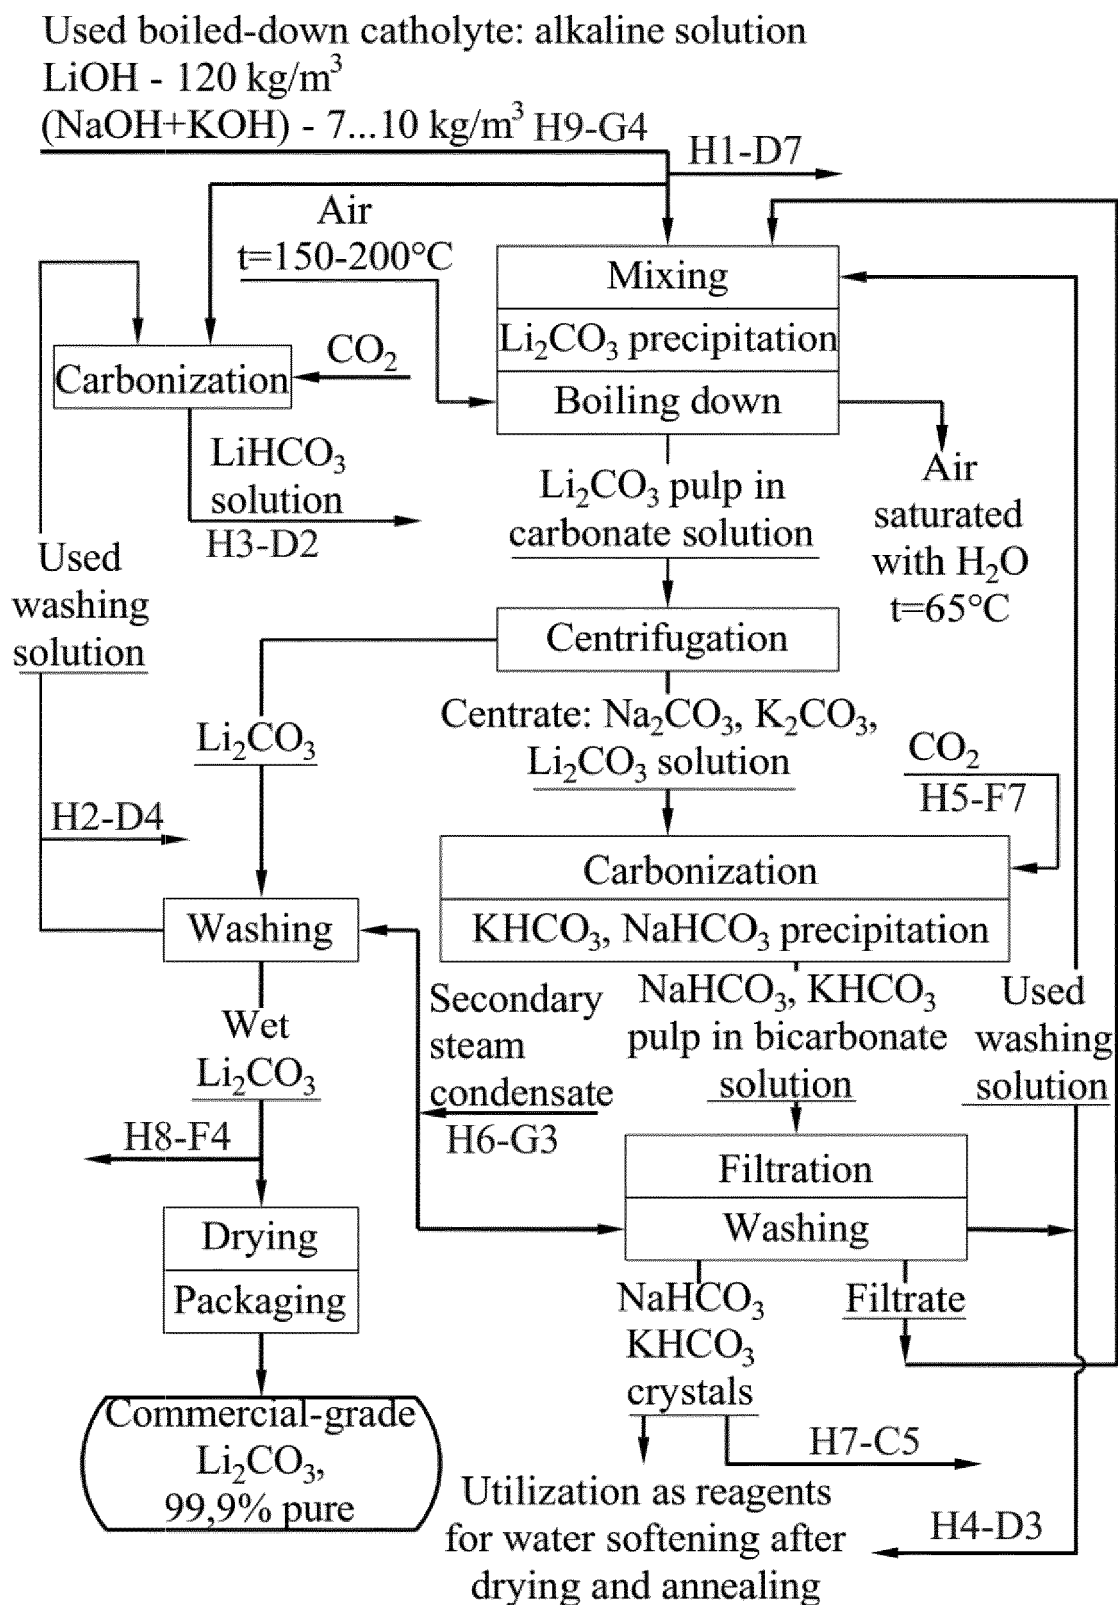 Used boiled-down catholyte: alkaline solution
LiOH - 120 kg/m³
(NaOH+KOH) - 7...10 kg/m³ H9-G4
H1-D7
Air
t=150-200°C
Mixing
Li₂CO₃ precipitation
Boiling down
CO₂
Carbonization
LiHCO₃
solution
H3-D2
Li₂CO₃ pulp in
carbonate solution
Air
saturated
with H₂O
t=65°C
Used
washing
solution
Centrifugation
Centrate: Na₂CO₃, K₂CO₃,
Li₂CO₃ solution
Li₂CO₃
CO₂
H5-F7
H2-D4
Carbonization
KHCO₃, NaHCO₃ precipitation
Washing
NaHCO₃, KHCO₃
pulp in bicarbonate
solution
Used
washing
solution
Secondary
steam
condensate
H6-G3
Wet
Li₂CO₃
H8-F4
Filtration
Washing
Drying
Packaging
NaHCO₃
KHCO₃
crystals
Filtrate
H7-C5
Commercial-grade
Li₂CO₃,
99,9% pure
Utilization as reagents
for water softening after
drying and annealing
H4-D3